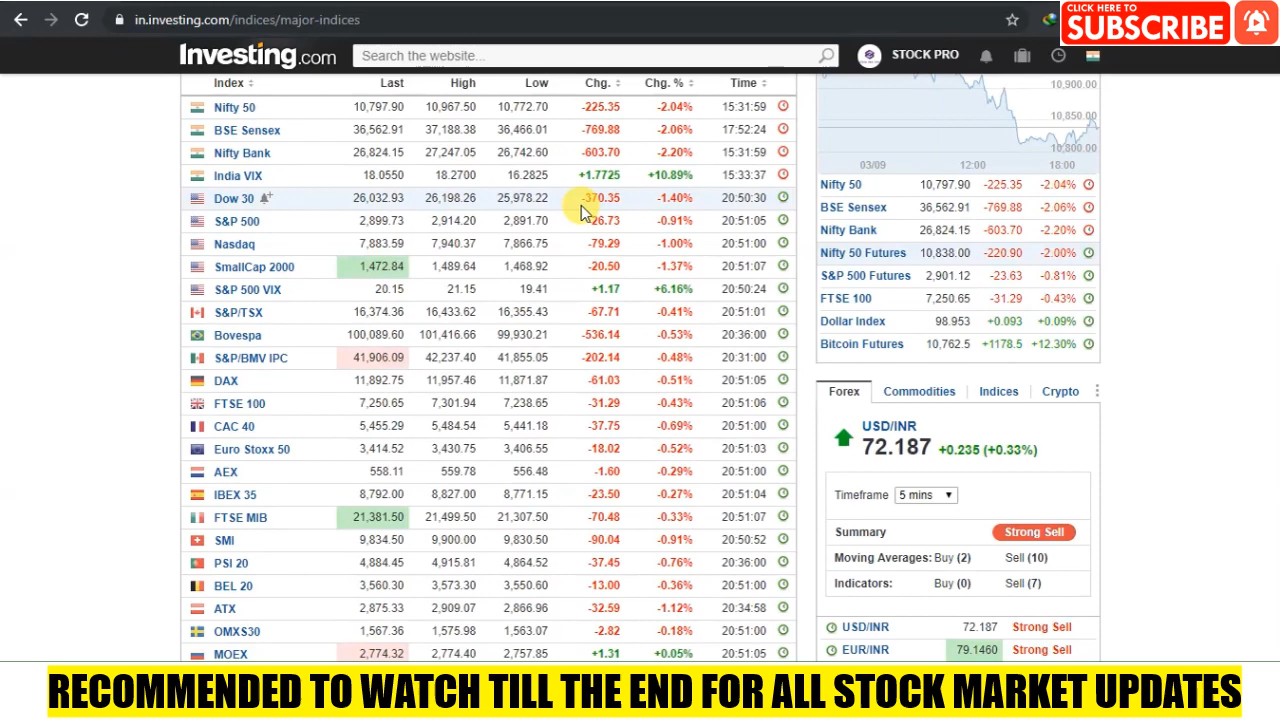 in.investing.com/indices/major-indices
CLICK HERE TO
SUBSCRIBE
Investing.com
Search the website...
STOCK PRO
Index Last High Low Chg. Chg. % Time
Nifty 50 10,797.90 10,967.50 10,772.70 -225.35 -2.04% 15:31:59
BSE Sensex 36,562.91 37,188.38 36,466.01 -769.88 -2.06% 17:52:24
Nifty Bank 26,824.15 27,247.05 26,742.60 -603.70 -2.20% 15:31:59
India VIX 18.0550 18.2700 16.2825 +1.7725 +10.89% 15:33:37
Dow 30 26,032.93 26,198.26 25,978.22 -370.35 -1.40% 20:50:30
S&P 500 2,899.73 2,914.20 2,891.70 -26.73 -0.91% 20:51:05
Nasdaq 7,883.59 7,940.37 7,866.75 -79.29 -1.00% 20:51:00
SmallCap 2000 1,472.84 1,489.64 1,468.92 -20.50 -1.37% 20:51:07
S&P 500 VIX 20.15 21.15 19.41 +1.17 +6.16% 20:50:24
S&P/TSX 16,374.36 16,433.62 16,355.43 -67.71 -0.41% 20:51:01
Bovespa 100,089.60 101,416.66 99,930.21 -536.14 -0.53% 20:36:00
S&P/BMV IPC 41,906.09 42,237.40 41,855.05 -202.14 -0.48% 20:31:00
DAX 11,892.75 11,957.46 11,871.87 -61.03 -0.51% 20:51:05
FTSE 100 7,250.65 7,301.94 7,238.65 -31.29 -0.43% 20:51:06
CAC 40 5,455.29 5,484.54 5,441.18 -37.75 -0.69% 20:51:00
Euro Stoxx 50 3,414.52 3,430.75 3,406.55 -18.02 -0.52% 20:51:03
AEX 558.11 559.78 556.48 -1.60 -0.29% 20:51:00
IBEX 35 8,792.00 8,827.00 8,771.15 -23.50 -0.27% 20:51:04
FTSE MIB 21,381.50 21,499.50 21,307.50 -70.48 -0.33% 20:51:07
SMI 9,834.50 9,900.00 9,830.50 -90.04 -0.91% 20:50:52
PSI 20 4,884.45 4,915.81 4,864.52 -37.45 -0.76% 20:36:00
BEL 20 3,560.30 3,573.30 3,550.60 -13.00 -0.36% 20:51:00
ATX 2,875.33 2,909.07 2,866.96 -32.59 -1.12% 20:34:58
OMXS30 1,567.36 1,575.98 1,563.07 -2.82 -0.18% 20:51:00
MOEX 2,774.32 2,774.40 2,757.85 +1.31 +0.05% 20:51:05
10,900.00
10,850.00
10,800.00
03/09 12:00 18:00
Nifty 50 10,797.90 -225.35 -2.04%
BSE Sensex 36,562.91 -769.88 -2.06%
Nifty Bank 26,824.15 -603.70 -2.20%
Nifty 50 Futures 10,838.00 -220.90 -2.00%
S&P 500 Futures 2,901.12 -23.63 -0.81%
FTSE 100 7,250.65 -31.29 -0.43%
Dollar Index 98.953 +0.093 +0.09%
Bitcoin Futures 10,762.5 +1178.5 +12.30%
Forex Commodities Indices Crypto
USD/INR
72.187 +0.235 (+0.33%)
Timeframe 5 mins
Summary Strong Sell
Moving Averages: Buy (2) Sell (10)
Indicators: Buy (0) Sell (7)
USD/INR 72.187 Strong Sell
EUR/INR 79.1460 Strong Sell
RECOMMENDED TO WATCH TILL THE END FOR ALL STOCK MARKET UPDATES